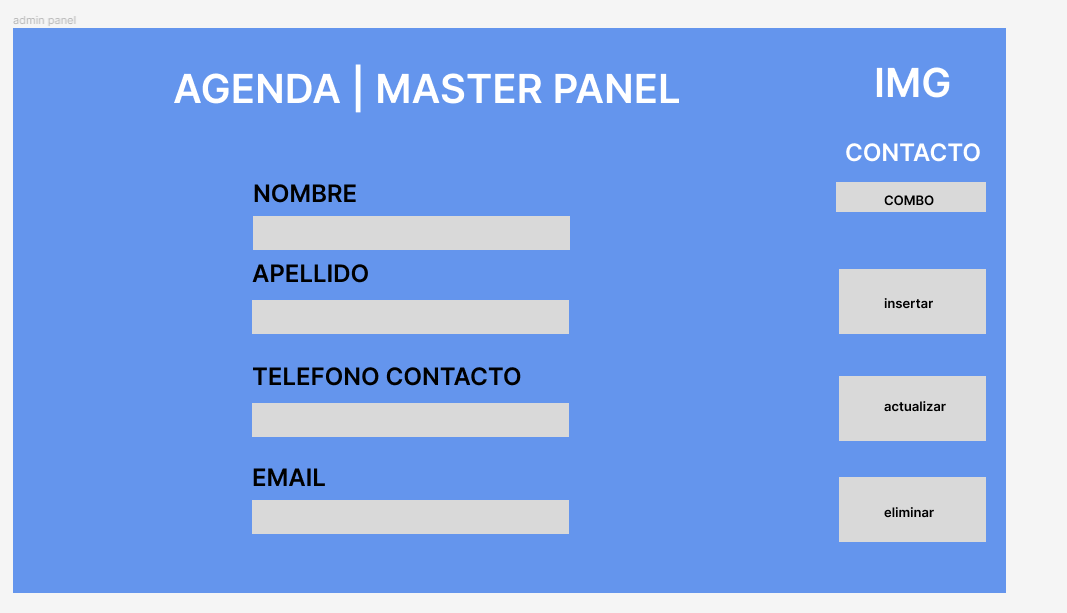 admin panel
AGENDA | MASTER PANEL
IMG
CONTACTO
COMBO
NOMBRE
APELLIDO
TELEFONO CONTACTO
EMAIL
insertar
actualizar
eliminar